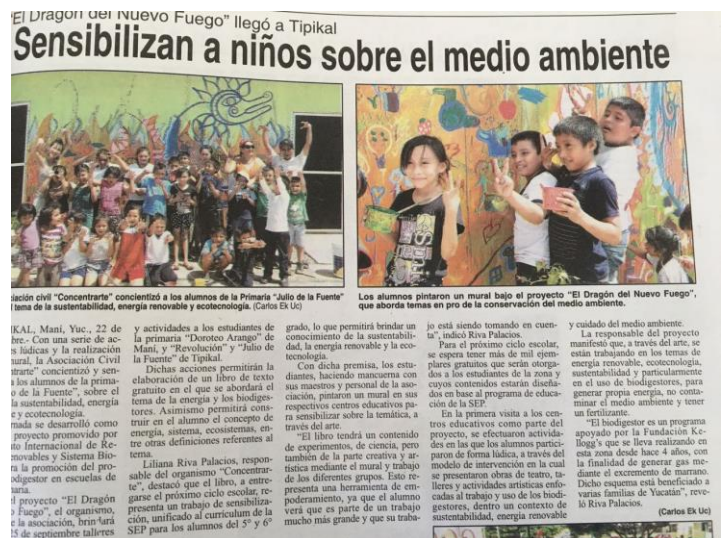 "El Dragón del Nuevo Fuego" llegó a Tipikal
Sensibilizan a niños sobre el medio ambiente
ciación civil "Concentrarte" concientizó a los alumnos de la Primaria "Julio de la Fuente"
l tema de la sustentabilidad, energía renovable y ecotecnología. (Carlos Ek Uc)
Los alumnos pintaron un mural bajo el proyecto "El Dragón del Nuevo Fuego",
que aborda temas en pro de la conservación del medio ambiente.
IKAL, Maní, Yuc., 22 de
bre.- Con una serie de ac-
s lúdicas y la realización
mural, la Asociación Civil
trarte" concientizó y sen-
a los alumnos de la prima-
o de la Fuente", sobre el
la sustentabilidad, energía
e y ecotecnología.
mada se desarrolló como
proyecto promovido por
to Internacional de Re-
novables y Sistema Bio-
ra la promoción del pro-
odigestor en escuelas de
aria.
l proyecto "El Dragón
o Fuego", el organismo,
e la asociación, brindará
25 de septiembre talleres
y actividades a los estudiantes de
la primaria "Doroteo Arango" de
Maní, y "Revolución" y "Julio de
la Fuente" de Tipikal.
Dichas acciones permitirán la
elaboración de un libro de texto
gratuito en el que se abordará el
tema de la energía y los biodiges-
tores. Asimismo permitirá cons-
truir en el alumno el concepto de
energía, sistema, ecosistemas, en-
tre otras definiciones referentes al
tema.
Liliana Riva Palacios, respon-
sable del organismo "Concentrar-
te", destacó que el libro, a entre-
garse el próximo ciclo escolar, re-
presenta un trabajo de sensibiliza-
ción, unificado al currículum de la
SEP para los alumnos del 5° y 6°
grado, lo que permitirá brindar un
conocimiento de la sustentabili-
dad, la energía renovable y la eco-
tecnología.
Con dicha premisa, los estu-
diantes, haciendo mancuerna con
sus maestros y personal de la aso-
ciación, pintaron un mural en sus
respectivos centros educativos pa-
ra sensibilizar sobre la temática, a
través del arte.
"El libro tendrá un contenido
de experimentos, de ciencia, pero
también de la parte creativa y ar-
tística mediante el mural y trabajo
de los diferentes grupos. Esto re-
presenta una herramienta de em-
poderamiento, ya que el alumno
verá que es parte de un trabajo
mucho más grande y que su traba-
jo está siendo tomando en cuen-
ta", indicó Riva Palacios.
Para el próximo ciclo escolar,
se espera tener más de mil ejem-
plares gratuitos que serán otorga-
dos a los estudiantes de la zona y
cuyos contenidos estarán diseña-
dos en base al programa de educa-
ción de la SEP.
En la primera visita a los cen-
tros educativos como parte del
proyecto, se efectuaron activida-
des en las que los alumnos partici-
paron de forma lúdica, a través del
modelo de intervención en la cual
se presentaron obras de teatro, ta-
lleres y actividades artísticas enfo-
cadas al trabajo y uso de los biodi-
gestores, dentro un contexto de
sustentabilidad, energía renovable
y cuidado del medio ambiente.
La responsable del proyecto
manifestó que, a través del arte, se
están trabajando en los temas de
energía renovable, ecotecnología,
sustentabilidad y particularmente
en el uso de biodigestores, para
generar propia energía, no conta-
minar el medio ambiente y tener
un fertilizante.
"El biodigestor es un programa
apoyado por la Fundación Ke-
llogg's que se lleva realizando en
esta zona desde hace 4 años, con
la finalidad de generar gas me-
diante el excremento de marrano.
Dicho esquema está beneficiado a
varias familias de Yucatán", reve-
ló Riva Palacios.
(Carlos Ek Uc)